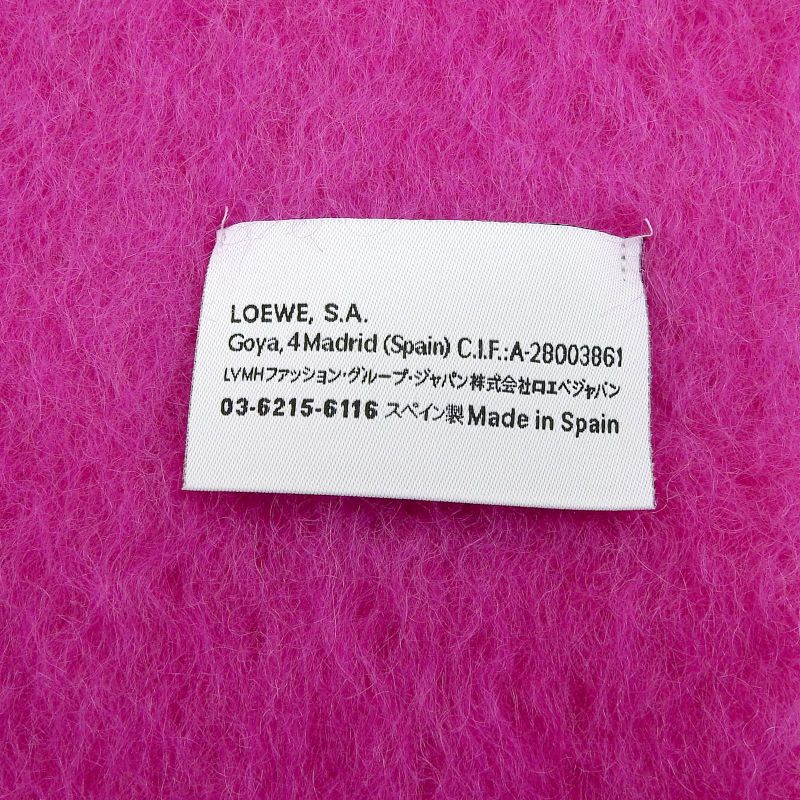 LOEWE, S.A.
Goya, 4 Madrid (Spain) C.I.F.:A-28003861
LVMHファッション・グループ・ジャパン株式会社ロエベジャパン
03-6215-6116 スペイン製 Made in Spain